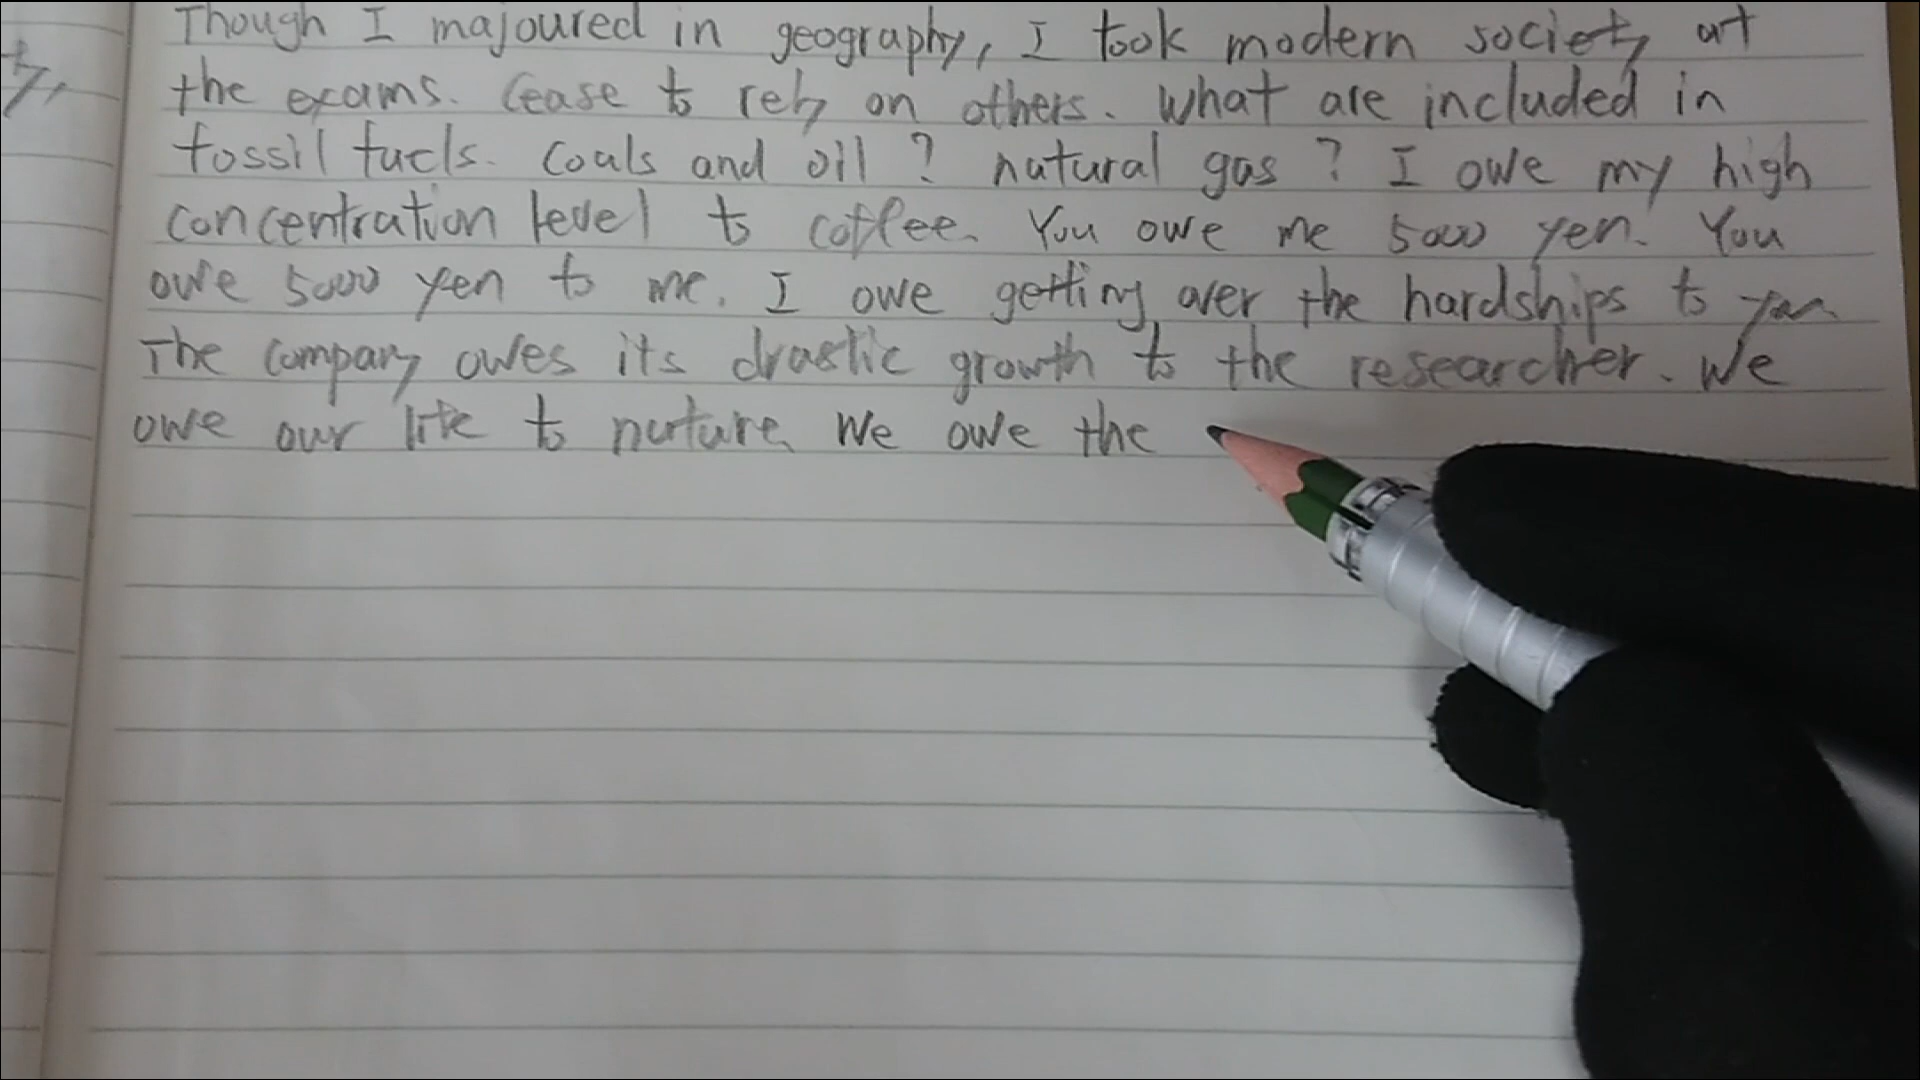 Though I majoured in geography, I took modern society at
the exams. Cease to rely on others. What are included in
fossil fuels. Coals and oil ? natural gas ? I owe my high
concentration level to coffee. You owe me 5000 yen. You
owe 5000 yen to me. I owe getting over the hardships to you.
The company owes its drastic growth to the researcher. We
owe our life to nature. We owe the